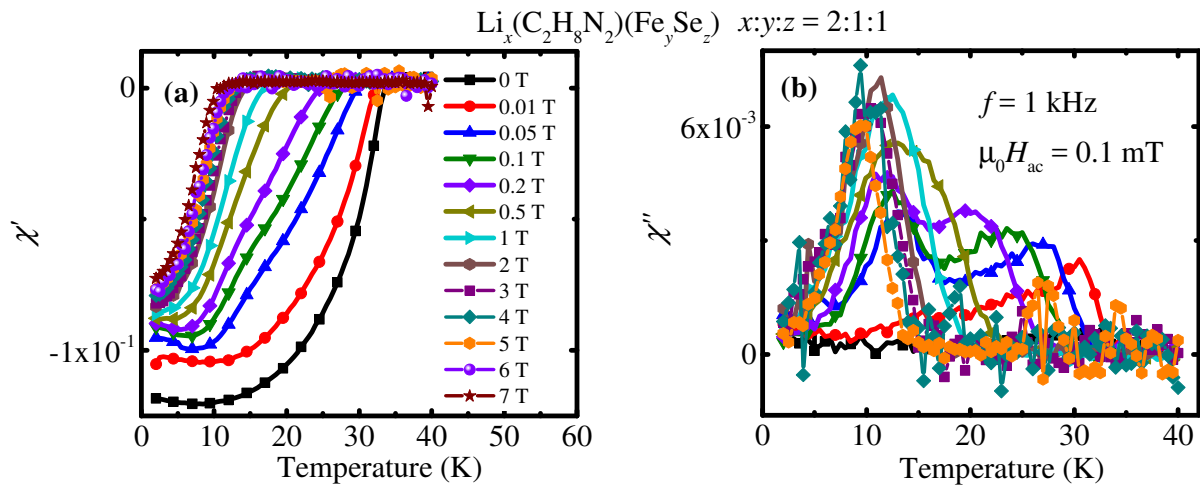 Liₓ(C₂H₈N₂)(Fe_ySe_z) x:y:z = 2:1:1
(a)
0
-1x10⁻¹
χ'
0 T
0.01 T
0.05 T
0.1 T
0.2 T
0.5 T
1 T
2 T
3 T
4 T
5 T
6 T
7 T
0 10 20 30 40 50 60
Temperature (K)
(b)
f = 1 kHz
μ₀H_ac = 0.1 mT
6x10⁻³
0
χ''
0 10 20 30 40
Temperature (K)